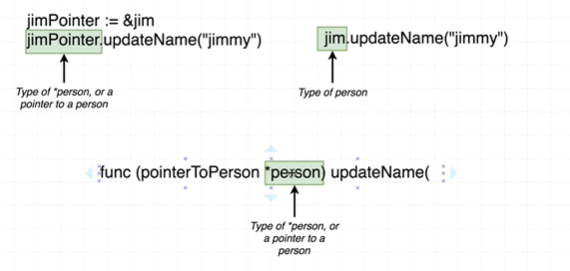 jimPointer := &jim
jimPointer.updateName("jimmy")
Type of *person, or a
pointer to a person
jim.updateName("jimmy")
Type of person
func (pointerToPerson *person) updateName(
Type of *person, or
a pointer to a
person